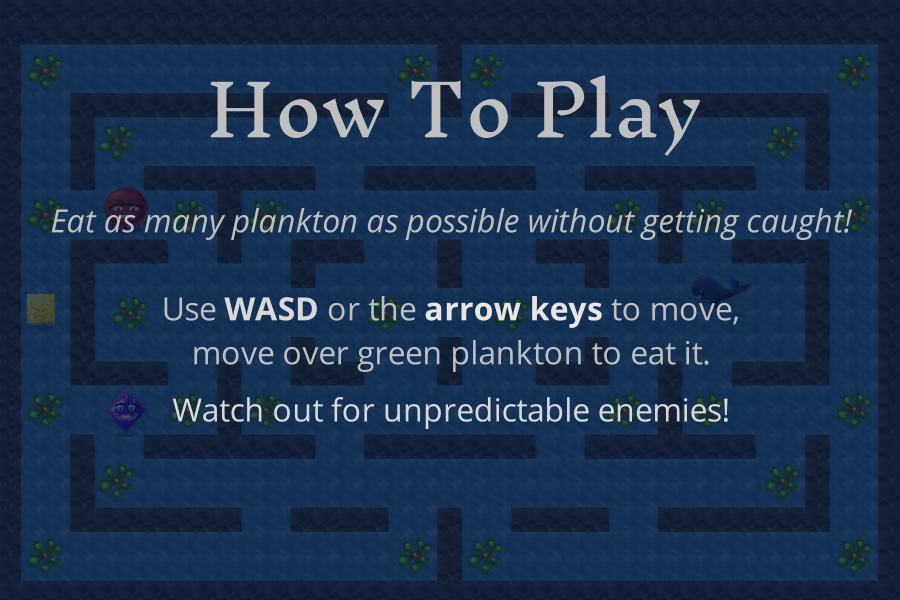 How To Play
Eat as many plankton as possible without getting caught!
Use WASD or the arrow keys to move,
move over green plankton to eat it.
Watch out for unpredictable enemies!